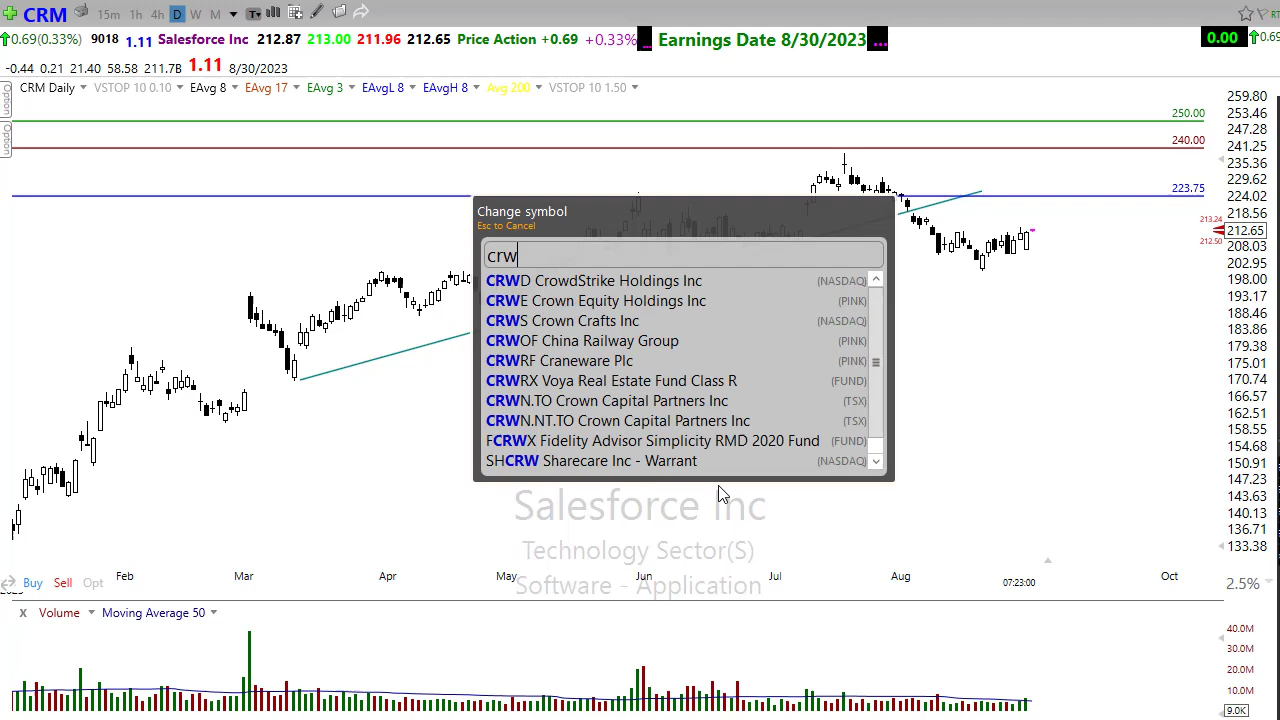 CRM 15m 1h 4h D W M
0.69(0.33%) 9018 1.11 Salesforce Inc 212.87 213.00 211.96 212.65 Price Action +0.69 +0.33% ... Earnings Date 8/30/2023 ... 0.00 0.69
-0.44 0.21 21.40 58.58 211.7B 1.11 8/30/2023
CRM Daily VSTOP 10 0.10 EAvg 8 EAvg 17 EAvg 3 EAvgL 8 EAvgH 8 Avg 200 VSTOP 10 1.50
Option
Option
250.00
240.00
223.75
259.80
253.46
247.28
241.25
235.36
229.62
224.02
218.56
213.24
212.65
212.50
208.03
202.95
198.00
193.17
188.46
183.86
179.38
175.01
170.74
166.57
162.51
158.55
154.68
150.91
147.23
143.63
140.13
136.71
133.38
Change symbol
Esc to Cancel
crw
CRWD CrowdStrike Holdings Inc (NASDAQ)
CRWE Crown Equity Holdings Inc (PINK)
CRWS Crown Crafts Inc (NASDAQ)
CRWOF China Railway Group (PINK)
CRWRF Craneware Plc (PINK)
CRWRX Voya Real Estate Fund Class R (FUND)
CRWN.TO Crown Capital Partners Inc (TSX)
CRWN.NT.TO Crown Capital Partners Inc (TSX)
FCRWX Fidelity Advisor Simplicity RMD 2020 Fund (FUND)
SHCRW Sharecare Inc - Warrant (NASDAQ)
Salesforce Inc
Technology Sector(S)
Software - Application
Buy Sell Opt
Feb Mar Apr May Jun Jul Aug 07:23:00 Oct
2.5%
X Volume Moving Average 50
40.0M
30.0M
20.0M
10.0M
9.0K